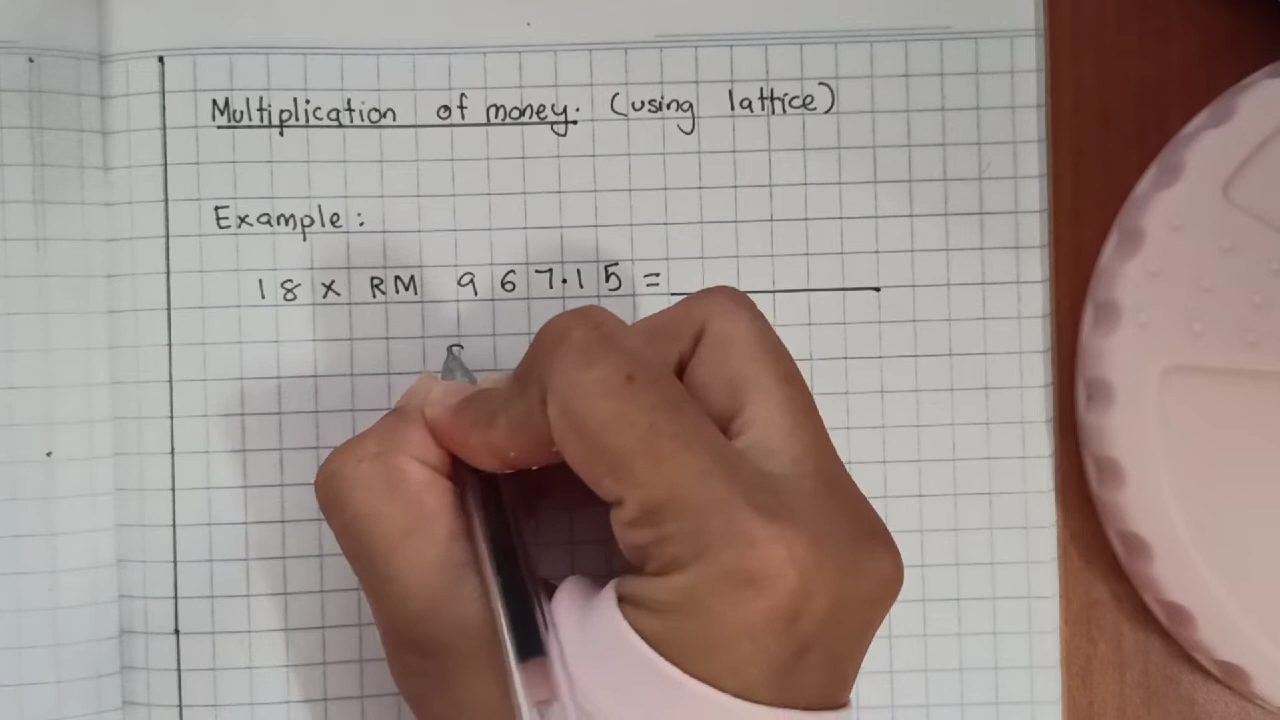 Multiplication of money. (using lattice)
Example:
18 x RM 967.15 =